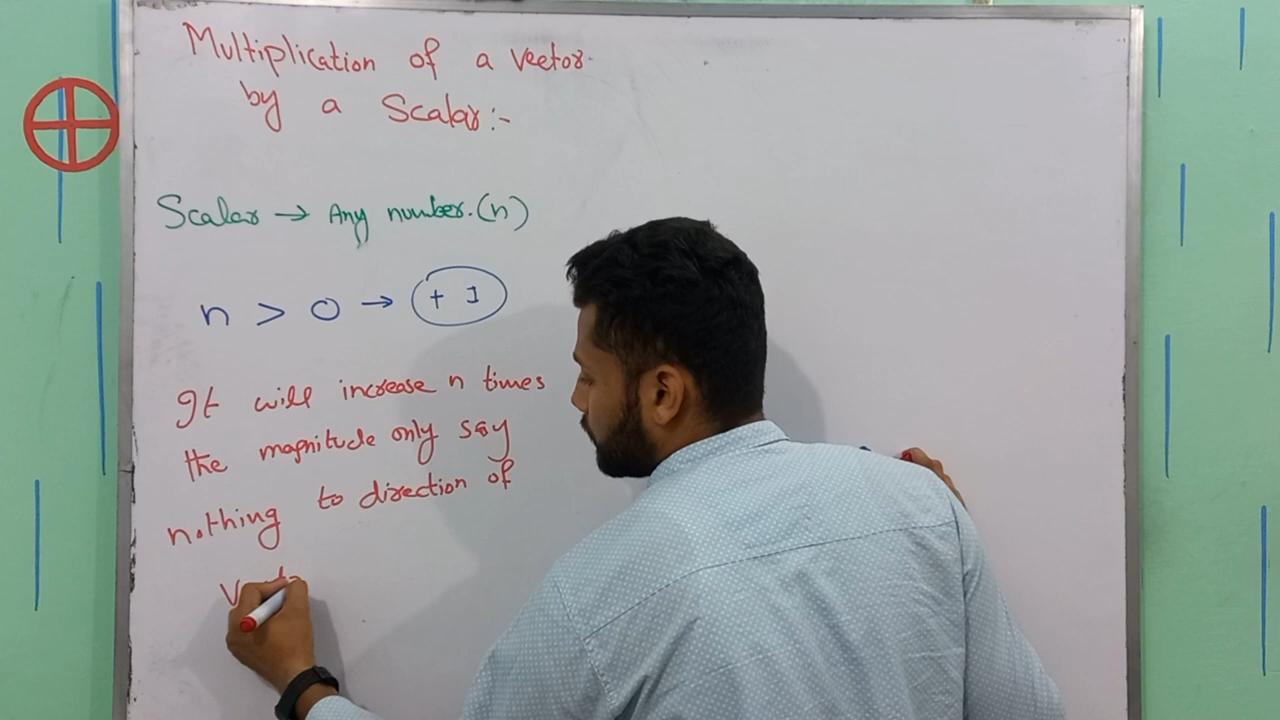 Multiplication of a vector
by a Scalar:-
Scalar → Any number. (n)
n > 0 → + 1
It will increase n times
the magnitude only say
nothing to direction of